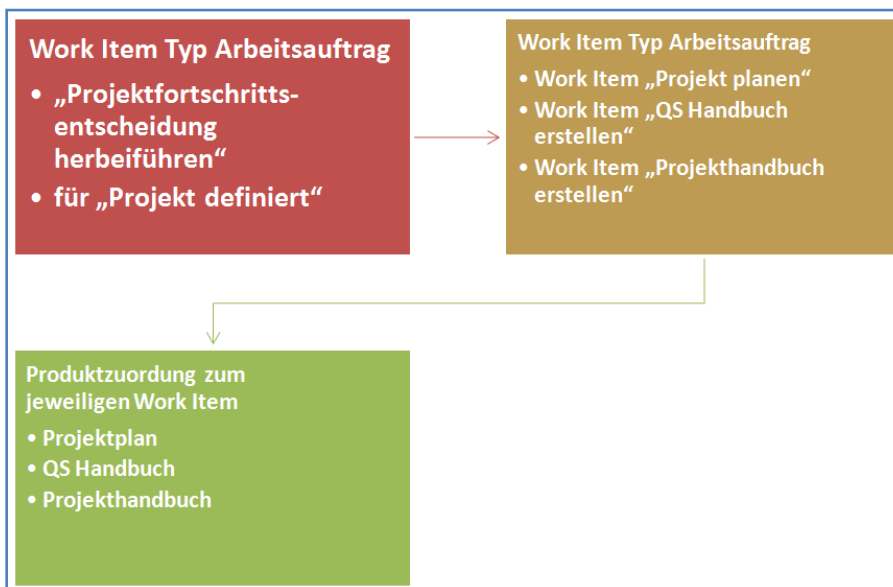 Work Item Typ Arbeitsauftrag
• „Projektfortschritts-
entscheidung
herbeiführen“
• für „Projekt definiert“
Work Item Typ Arbeitsauftrag
• Work Item „Projekt planen“
• Work Item „QS Handbuch
erstellen“
• Work Item „Projekthandbuch
erstellen“
Produktzuordung zum
jeweiligen Work Item
• Projektplan
• QS Handbuch
• Projekthandbuch